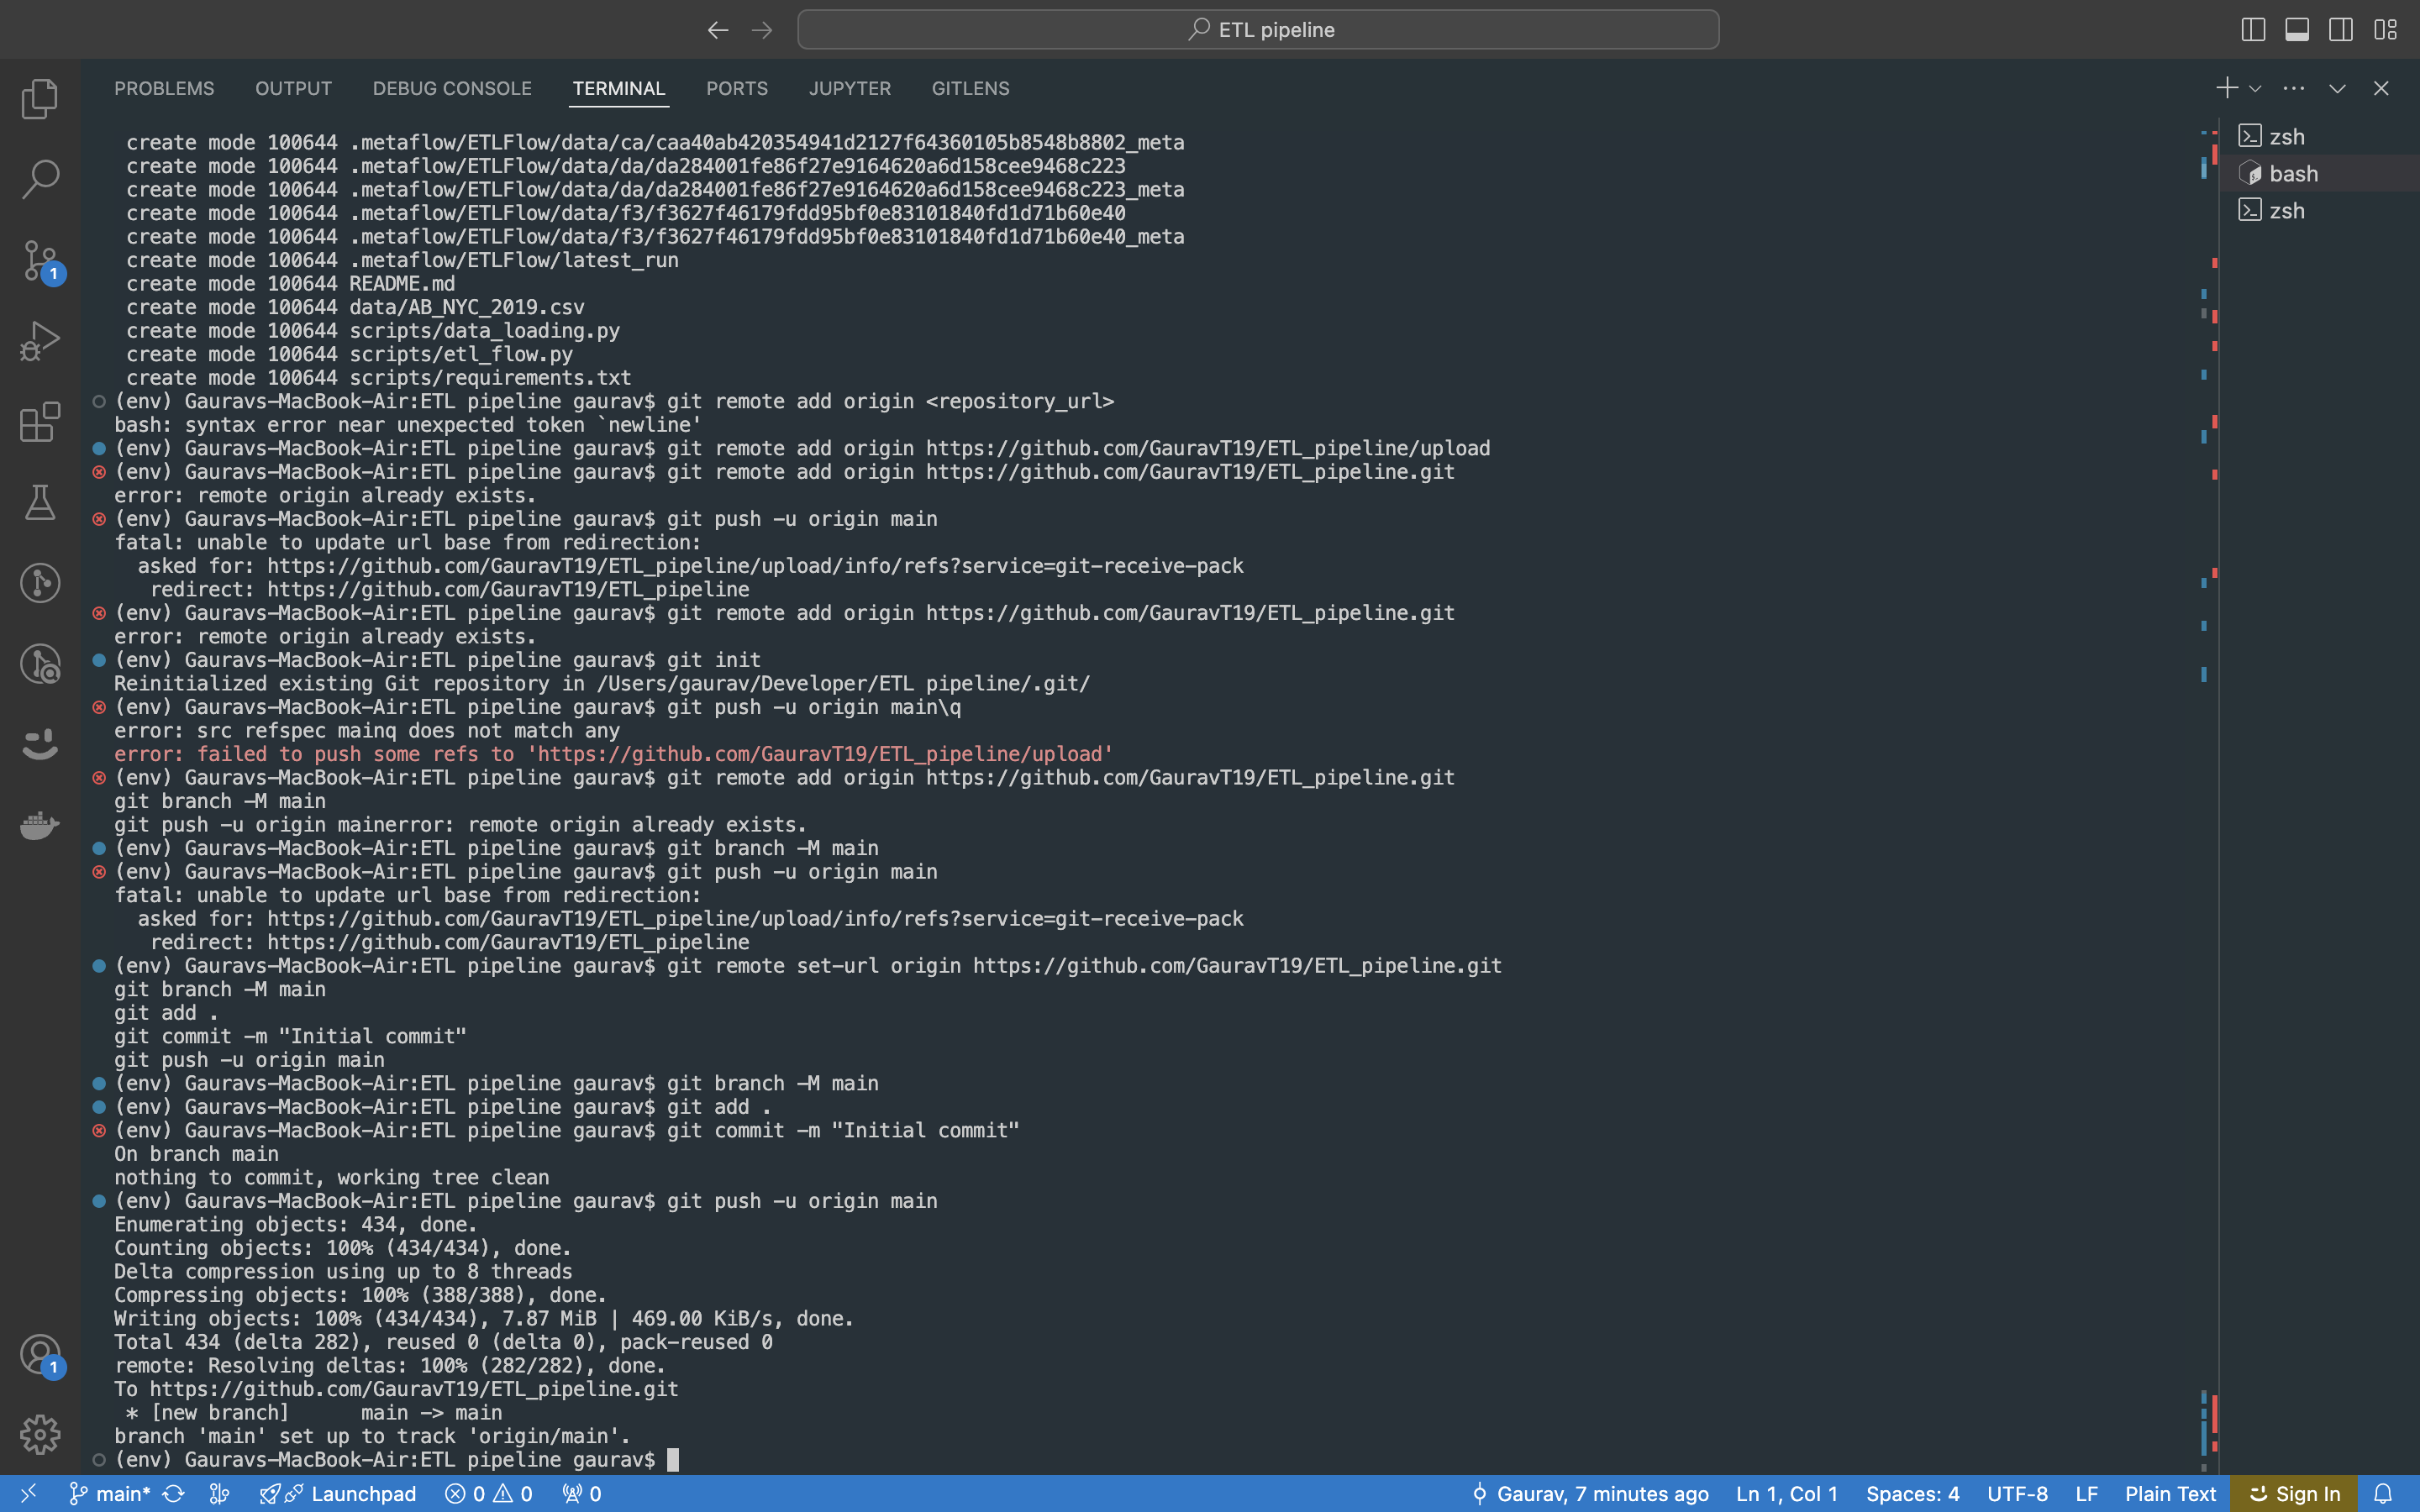 ETL pipeline
PROBLEMS OUTPUT DEBUG CONSOLE TERMINAL PORTS JUPYTER GITLENS
zsh
bash
zsh
create mode 100644 .metaflow/ETLFlow/data/ca/caa40ab420354941d2127f64360105b8548b8802_meta
create mode 100644 .metaflow/ETLFlow/data/da/da284001fe86f27e9164620a6d158cee9468c223
create mode 100644 .metaflow/ETLFlow/data/da/da284001fe86f27e9164620a6d158cee9468c223_meta
create mode 100644 .metaflow/ETLFlow/data/f3/f3627f46179fdd95bf0e83101840fd1d71b60e40
create mode 100644 .metaflow/ETLFlow/data/f3/f3627f46179fdd95bf0e83101840fd1d71b60e40_meta
create mode 100644 .metaflow/ETLFlow/latest_run
create mode 100644 README.md
create mode 100644 data/AB_NYC_2019.csv
create mode 100644 scripts/data_loading.py
create mode 100644 scripts/etl_flow.py
create mode 100644 scripts/requirements.txt
(env) Gauravs-MacBook-Air:ETL pipeline gaurav$ git remote add origin <repository_url>
bash: syntax error near unexpected token `newline'
(env) Gauravs-MacBook-Air:ETL pipeline gaurav$ git remote add origin https://github.com/GauravT19/ETL_pipeline/upload
(env) Gauravs-MacBook-Air:ETL pipeline gaurav$ git remote add origin https://github.com/GauravT19/ETL_pipeline.git
error: remote origin already exists.
(env) Gauravs-MacBook-Air:ETL pipeline gaurav$ git push -u origin main
fatal: unable to update url base from redirection:
asked for: https://github.com/GauravT19/ETL_pipeline/upload/info/refs?service=git-receive-pack
redirect: https://github.com/GauravT19/ETL_pipeline
(env) Gauravs-MacBook-Air:ETL pipeline gaurav$ git remote add origin https://github.com/GauravT19/ETL_pipeline.git
error: remote origin already exists.
(env) Gauravs-MacBook-Air:ETL pipeline gaurav$ git init
Reinitialized existing Git repository in /Users/gaurav/Developer/ETL pipeline/.git/
(env) Gauravs-MacBook-Air:ETL pipeline gaurav$ git push -u origin main\q
error: src refspec mainq does not match any
error: failed to push some refs to 'https://github.com/GauravT19/ETL_pipeline/upload'
(env) Gauravs-MacBook-Air:ETL pipeline gaurav$ git remote add origin https://github.com/GauravT19/ETL_pipeline.git
git branch -M main
git push -u origin mainerror: remote origin already exists.
(env) Gauravs-MacBook-Air:ETL pipeline gaurav$ git branch -M main
(env) Gauravs-MacBook-Air:ETL pipeline gaurav$ git push -u origin main
fatal: unable to update url base from redirection:
asked for: https://github.com/GauravT19/ETL_pipeline/upload/info/refs?service=git-receive-pack
redirect: https://github.com/GauravT19/ETL_pipeline
(env) Gauravs-MacBook-Air:ETL pipeline gaurav$ git remote set-url origin https://github.com/GauravT19/ETL_pipeline.git
git branch -M main
git add .
git commit -m "Initial commit"
git push -u origin main
(env) Gauravs-MacBook-Air:ETL pipeline gaurav$ git branch -M main
(env) Gauravs-MacBook-Air:ETL pipeline gaurav$ git add .
(env) Gauravs-MacBook-Air:ETL pipeline gaurav$ git commit -m "Initial commit"
On branch main
nothing to commit, working tree clean
(env) Gauravs-MacBook-Air:ETL pipeline gaurav$ git push -u origin main
Enumerating objects: 434, done.
Counting objects: 100% (434/434), done.
Delta compression using up to 8 threads
Compressing objects: 100% (388/388), done.
Writing objects: 100% (434/434), 7.87 MiB | 469.00 KiB/s, done.
Total 434 (delta 282), reused 0 (delta 0), pack-reused 0
remote: Resolving deltas: 100% (282/282), done.
To https://github.com/GauravT19/ETL_pipeline.git
* [new branch] main -> main
branch 'main' set up to track 'origin/main'.
(env) Gauravs-MacBook-Air:ETL pipeline gaurav$
1
1
main* Launchpad 0 0 0 Gaurav, 7 minutes ago Ln 1, Col 1 Spaces: 4 UTF-8 LF Plain Text Sign In